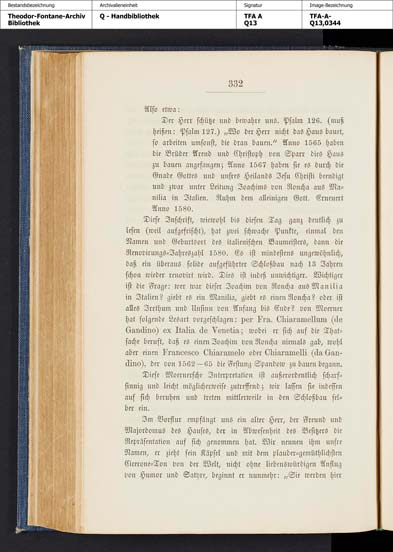 Bestandsbezeichnung
Archivalieneinheit
Signatur
Image-Bezeichnung
Theodor-Fontane-Archiv
Bibliothek
Q - Handbibliothek
TFA A
Q13
TFA-A-
Q13,0344
332
Also etwa:
Der Herr schütze und bewahre uns. Psalm 126. (muß
heißen: Psalm 127.) „Wo der Herr nicht das Haus bauet,
so arbeiten umsonst, die dran bauen.“ Anno 1565 haben
die Brüder Arend und Christoph von Sparr dies Haus
zu bauen angefangen; Anno 1567 haben sie es durch die
Gnade Gottes und unsres Heilands Jesu Christi beendigt
und zwar unter Leitung Joachims von Roncha aus Ma-
nilia in Italien. Ruhm dem alleinigen Gott. Erneuert
Anno 1580.
Diese Inschrift, wiewohl bis diesen Tag ganz deutlich zu
lesen (weil aufgefrischt), hat zwei schwache Punkte, einmal den
Namen und Geburtsort des italienischen Baumeisters, dann die
Renovirungs-Jahreszahl 1580. Es ist mindestens ungewöhnlich,
daß ein überaus solide aufgeführter Schloßbau nach 13 Jahren
schon wieder renovirt wird. Dies ist indeß unwichtiger. Wichtiger
ist die Frage: wer war dieser Joachim von Roncha aus Manilia
in Italien? giebt es ein Manilia, giebt es einen Roncha? oder ist
alles Irrthum und Unsinn von Anfang bis Ende? von Moerner
hat folgende Lesart vorgeschlagen: per Fra. Chiaramellum (de
Gandino) ex Italia de Venetia; wobei er sich auf die That-
sache beruft, daß es einen Joachim von Roncha niemals gab, wohl
aber einen Francesco Chiaramelo oder Chiaramelli (da Gan-
dino), der von 1562—65 die Festung Spandow zu bauen begann.
Diese Moernersche Interpretation ist außerordentlich scharf-
sinnig und leicht möglicherweise zutreffend; wir lassen sie indessen
auf sich beruhen und treten mittlerweile in den Schloßbau sel-
ber ein.
Im Vorflur empfängt uns ein alter Herr, der Freund und
Majordomus des Hauses, der in Abwesenheit des Besitzers die
Repräsentation auf sich genommen hat. Wir nennen ihm unsre
Namen, er zieht sein Käpsel und mit dem plauder-gemüthlichsten
Cicerone-Ton von der Welt, nicht ohne liebenswürdigen Anflug
von Humor und Satyre, beginnt er nunmehr: „Sie werden hier